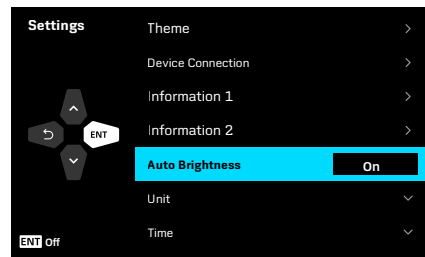 Settings
Theme
Device Connection
Information 1
Information 2
ENT
Auto Brightness On
Unit
Time
ENT Off